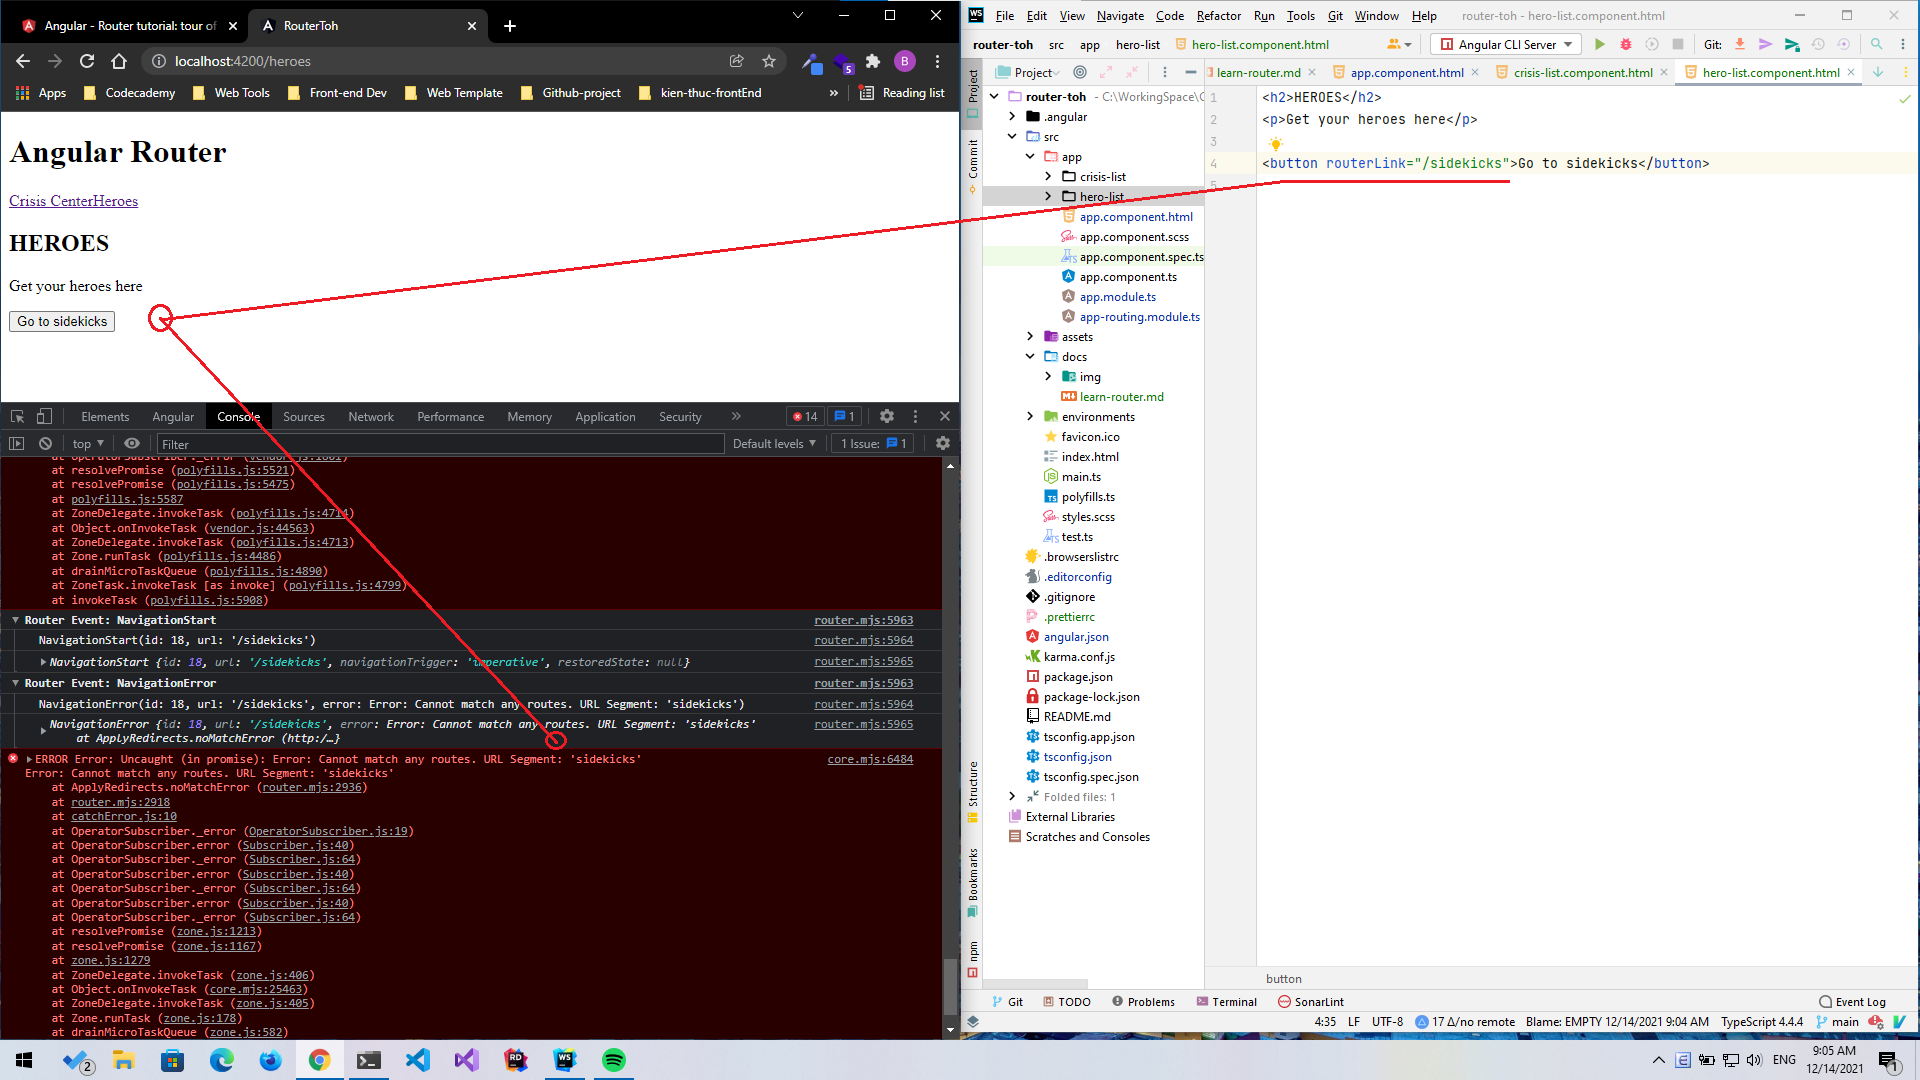 Angular - Router tutorial: tour of
RouterToh
localhost:4200/heroes
5
B
Apps
Codecademy
Web Tools
Front-end Dev
Web Template
Github-project
kien-thuc-frontEnd
»
Reading list
Angular Router
Crisis CenterHeroes
HEROES
Get your heroes here
Go to sidekicks
Elements
Angular
Console
Sources
Network
Performance
Memory
Application
Security
»
14
1
top
Filter
Default levels
1 Issue: 1
at OperatorSubscriber._error (vendor.js:1601)
at resolvePromise (polyfills.js:5521)
at resolvePromise (polyfills.js:5475)
at polyfills.js:5587
at ZoneDelegate.invokeTask (polyfills.js:4714)
at Object.onInvokeTask (vendor.js:44563)
at ZoneDelegate.invokeTask (polyfills.js:4713)
at Zone.runTask (polyfills.js:4486)
at drainMicroTaskQueue (polyfills.js:4890)
at ZoneTask.invokeTask [as invoke] (polyfills.js:4799)
at invokeTask (polyfills.js:5908)
Router Event: NavigationStart router.mjs:5963
NavigationStart(id: 18, url: '/sidekicks') router.mjs:5964
NavigationStart {id: 18, url: '/sidekicks', navigationTrigger: 'imperative', restoredState: null} router.mjs:5965
Router Event: NavigationError router.mjs:5963
NavigationError(id: 18, url: '/sidekicks', error: Error: Cannot match any routes. URL Segment: 'sidekicks') router.mjs:5964
NavigationError {id: 18, url: '/sidekicks', error: Error: Cannot match any routes. URL Segment: 'sidekicks' router.mjs:5965
at ApplyRedirects.noMatchError (http:/…}
ERROR Error: Uncaught (in promise): Error: Cannot match any routes. URL Segment: 'sidekicks' core.mjs:6484
Error: Cannot match any routes. URL Segment: 'sidekicks'
at ApplyRedirects.noMatchError (router.mjs:2936)
at router.mjs:2918
at catchError.js:10
at OperatorSubscriber._error (OperatorSubscriber.js:19)
at OperatorSubscriber.error (Subscriber.js:40)
at OperatorSubscriber._error (Subscriber.js:64)
at OperatorSubscriber.error (Subscriber.js:40)
at OperatorSubscriber._error (Subscriber.js:64)
at OperatorSubscriber.error (Subscriber.js:40)
at OperatorSubscriber._error (Subscriber.js:64)
at resolvePromise (zone.js:1213)
at resolvePromise (zone.js:1167)
at zone.js:1279
at ZoneDelegate.invokeTask (zone.js:406)
at Object.onInvokeTask (core.mjs:25463)
at ZoneDelegate.invokeTask (zone.js:405)
at Zone.runTask (zone.js:178)
at drainMicroTaskQueue (zone.js:582)
WS File Edit View Navigate Code Refactor Run Tools Git Window Help router-toh - hero-list.component.html
router-toh src app hero-list hero-list.component.html
Angular CLI Server
Git:
Project
learn-router.md
app.component.html
crisis-list.component.html
hero-list.component.html
Project
Commit
Structure
Bookmarks
npm
router-toh - C:\WorkingSpace\
.angular
src
app
crisis-list
hero-list
app.component.html
app.component.scss
app.component.spec.ts
app.component.ts
app.module.ts
app-routing.module.ts
assets
docs
img
learn-router.md
environments
favicon.ico
index.html
main.ts
polyfills.ts
styles.scss
test.ts
.browserslistrc
.editorconfig
.gitignore
.prettierrc
angular.json
karma.conf.js
package.json
package-lock.json
README.md
tsconfig.app.json
tsconfig.json
tsconfig.spec.json
Folded files: 1
External Libraries
Scratches and Consoles
1 <h2>HEROES</h2>
2 <p>Get your heroes here</p>
3
4 <button routerLink="/sidekicks">Go to sidekicks</button>
5
button
Git
TODO
Problems
Terminal
SonarLint
Event Log
4:35 LF UTF-8 17 Δ/no remote Blame: EMPTY 12/14/2021 9:04 AM TypeScript 4.4.4 main
2
RD
WS
ENG
9:05 AM
12/14/2021
1